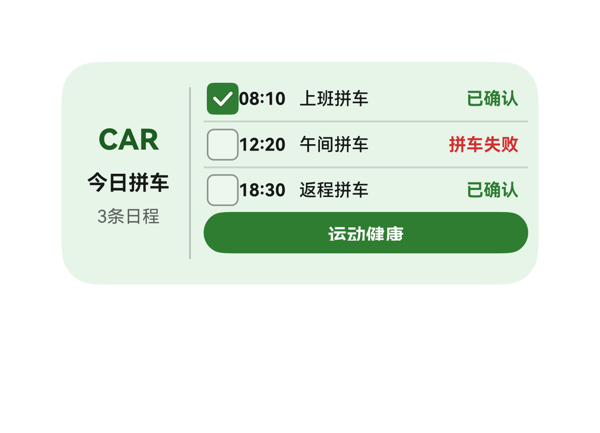 CAR
今日拼车
3条日程
08:10 上班拼车 已确认
12:20 午间拼车 拼车失败
18:30 返程拼车 已确认
运动健康